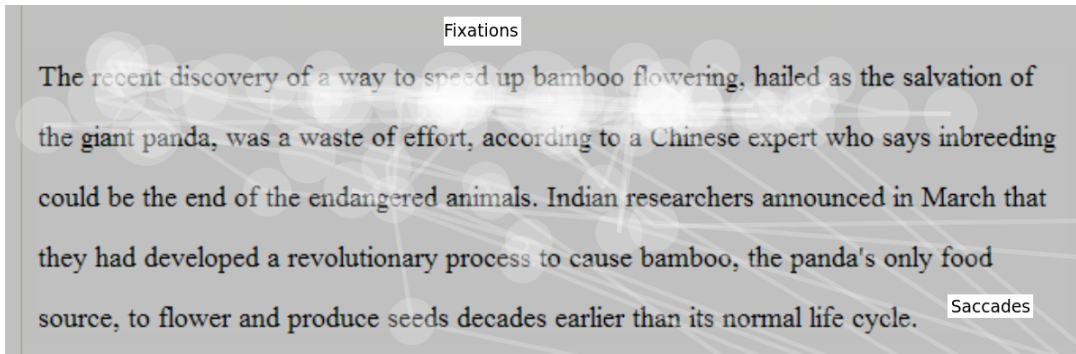 Fixations
The recent discovery of a way to speed up bamboo flowering, hailed as the salvation of
the giant panda, was a waste of effort, according to a Chinese expert who says inbreeding
could be the end of the endangered animals. Indian researchers announced in March that
they had developed a revolutionary process to cause bamboo, the panda's only food
source, to flower and produce seeds decades earlier than its normal life cycle.
Saccades